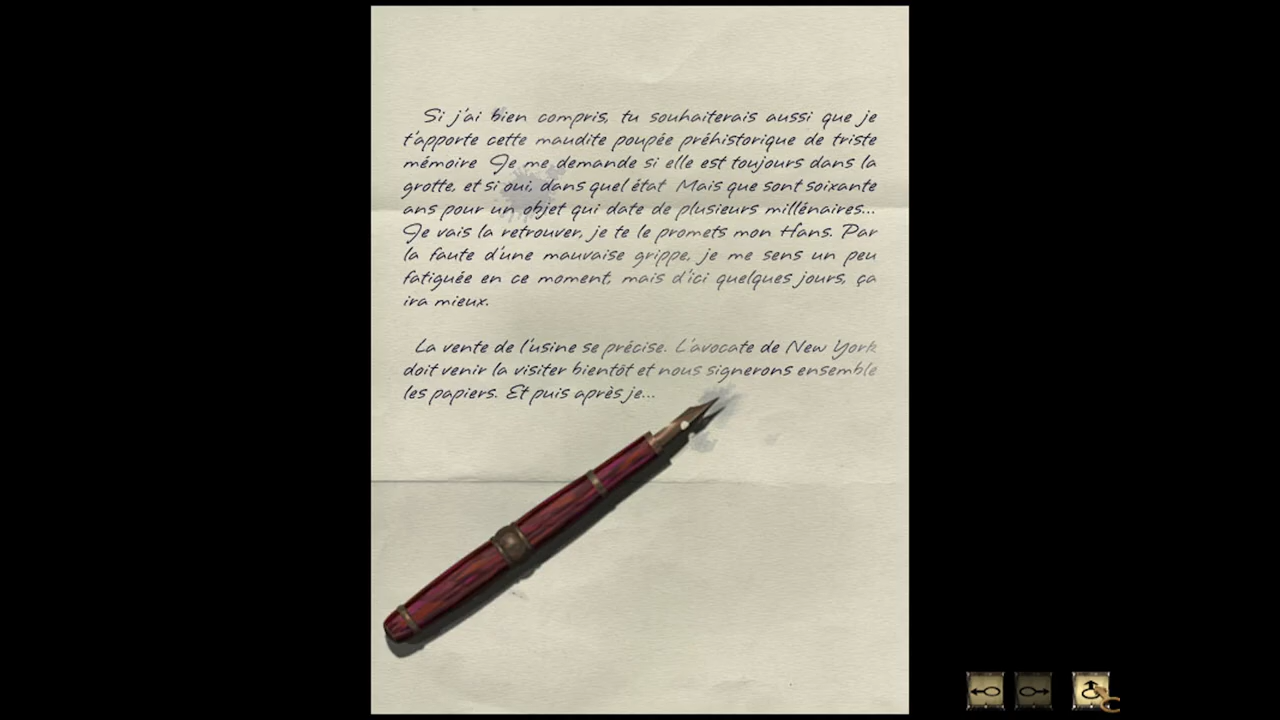 Si j'ai bien compris, tu souhaiterais aussi que je
t'apporte cette maudite poupée préhistorique de triste
mémoire. Je me demande si elle est toujours dans la
grotte, et si oui, dans quel état. Mais que sont soixante
ans pour un objet qui date de plusieurs millénaires...
Je vais la retrouver, je te le promets mon Hans. Par
la faute d'une mauvaise grippe, je me sens un peu
fatiguée en ce moment, mais d'ici quelques jours, ça
ira mieux.
La vente de l'usine se précise. L'avocate de New York
doit venir la visiter bientôt et nous signerons ensemble
les papiers. Et puis après je...